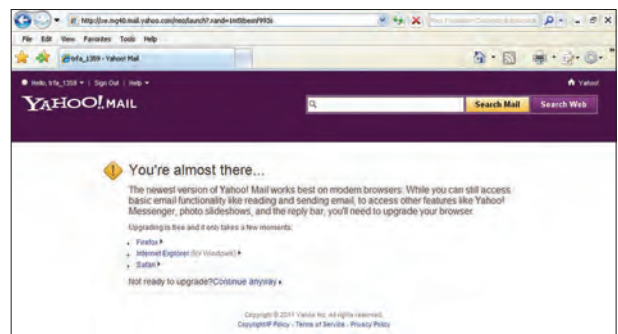 File Edit View Favorites Tools Help
Yahoo! Mail
Sign Out | Help
Yahoo!
YAHOO! MAIL
Search Mail Search Web
You're almost there...
The newest version of Yahoo! Mail works best on modern browsers. While you can still access
basic email functionality like reading and sending email, to access other features like Yahoo!
Messenger, photo slideshows, and the reply bar, you'll need to upgrade your browser.
Upgrading is free and it only takes a few moments:
Firefox
Internet Explorer (for Windows)
Safari
Not ready to upgrade?Continue anyway
Copyright © 2011 Yahoo! Inc. All rights reserved.
Copyright/IP Policy - Terms of Service - Privacy Policy